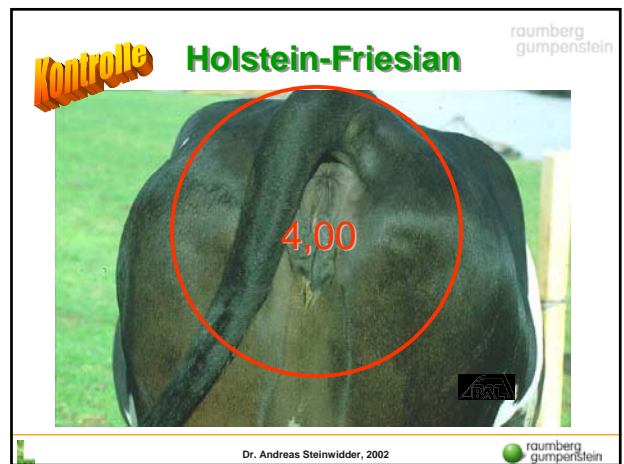 raumberg
gumpenstein
Kontrolle
Holstein-Friesian
4,00
BAL
Dr. Andreas Steinwidder, 2002
raumberg
gumpenstein